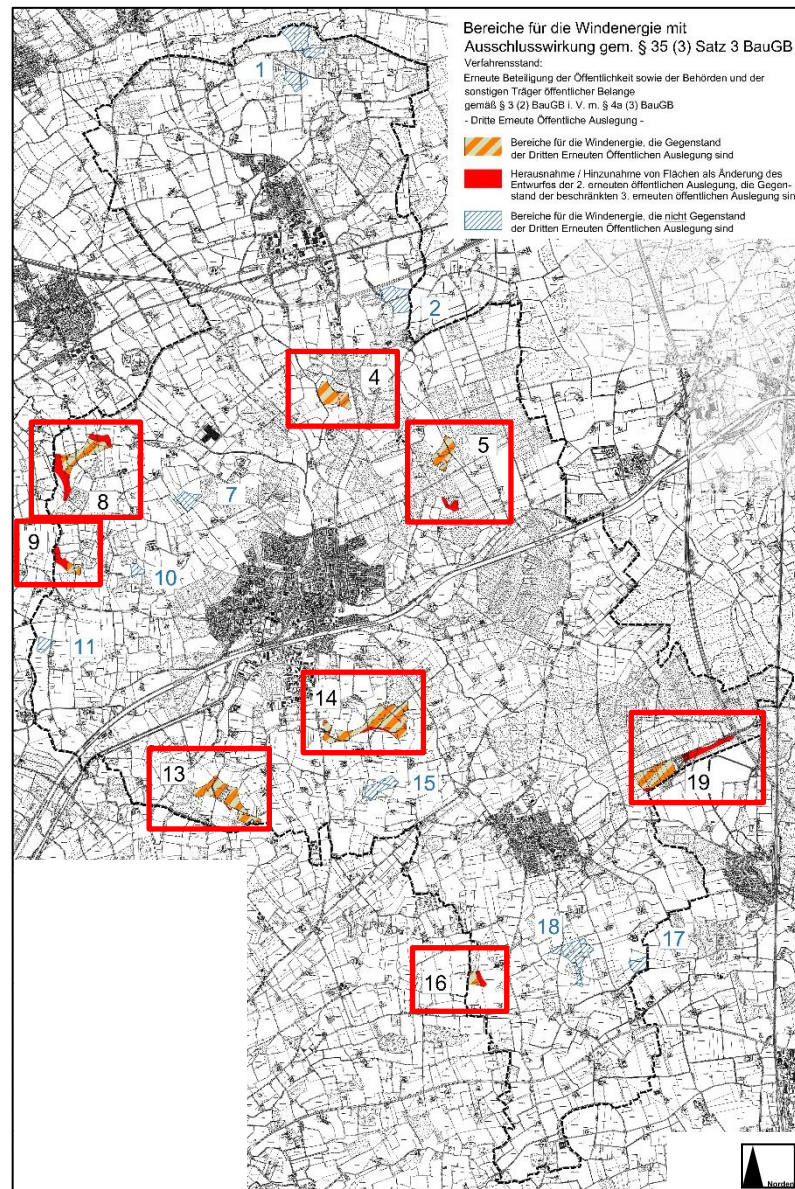 Bereiche für die Windenergie mit
Ausschlusswirkung gem. § 35 (3) Satz 3 BauGB
Verfahrensstand:
Erneute Beteiligung der Öffentlichkeit sowie der Behörden und der
sonstigen Träger öffentlicher Belange
gemäß § 3 (2) BauGB i. V. m. § 4a (3) BauGB
- Dritte Erneute Öffentliche Auslegung -
Bereiche für die Windenergie, die Gegenstand
der Dritten Erneuten Öffentlichen Auslegung sind
Herausnahme / Hinzunahme von Flächen als Änderung des
Entwurfes der 2. erneuten öffentlichen Auslegung, die Gegen-
stand der beschränkten 3. erneuten öffentlichen Auslegung sin
Bereiche für die Windenergie, die nicht Gegenstand
der Dritten Erneuten Öffentlichen Auslegung sind
1
2
4
5
7
8
9
10
11
14
13
15
19
18
17
16
Norden